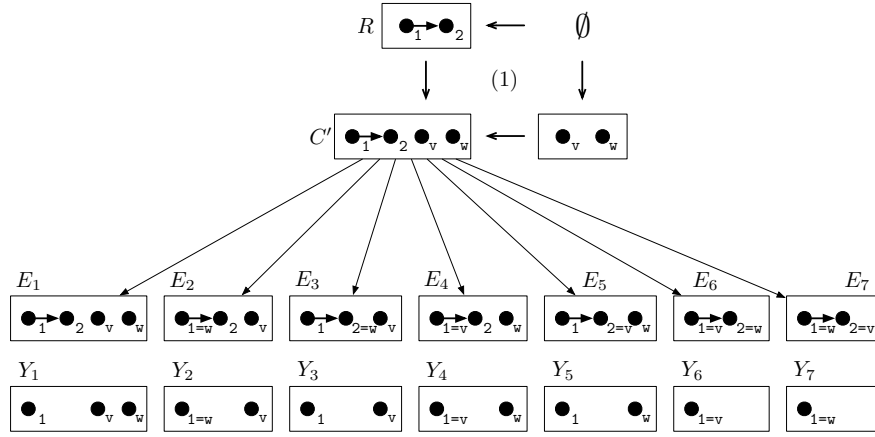 R 1 2 ∅
(1)
C′ 1 2 v w v w
E₁ E₂ E₃ E₄ E₅ E₆ E₇
1 2 v w 1=w 2 v 1 2=w v 1=v 2 w 1 2=v w 1=v 2=w 1=w 2=v
Y₁ Y₂ Y₃ Y₄ Y₅ Y₆ Y₇
1 v w 1=w v 1 v 1=v w 1 w 1=v 1=w